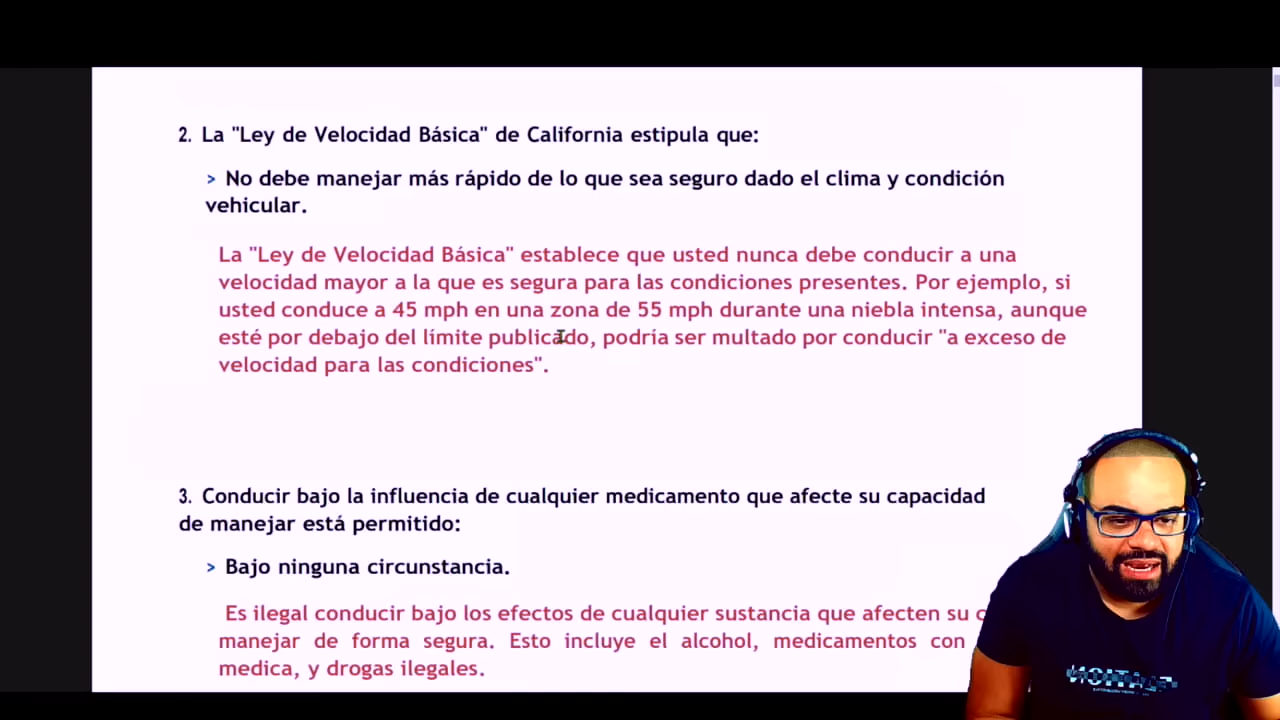 2. La "Ley de Velocidad Básica" de California estipula que:
> No debe manejar más rápido de lo que sea seguro dado el clima y condición
vehicular.
La "Ley de Velocidad Básica" establece que usted nunca debe conducir a una
velocidad mayor a la que es segura para las condiciones presentes. Por ejemplo, si
usted conduce a 45 mph en una zona de 55 mph durante una niebla intensa, aunque
esté por debajo del límite publicado, podría ser multado por conducir "a exceso de
velocidad para las condiciones".
3. Conducir bajo la influencia de cualquier medicamento que afecte su capacidad
de manejar está permitido:
> Bajo ninguna circunstancia.
Es ilegal conducir bajo los efectos de cualquier sustancia que afecten su
manejar de forma segura. Esto incluye el alcohol, medicamentos con
medica, y drogas ilegales.